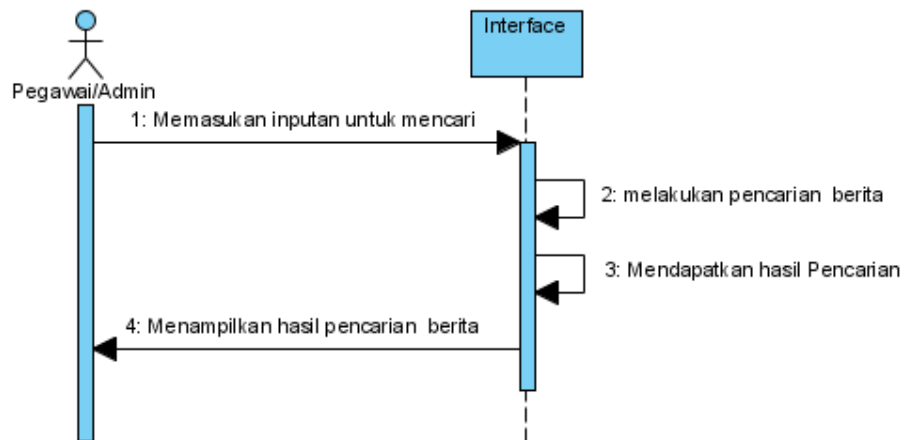 Interface
Pegawai/Admin
1: Memasukan inputan untuk mencari
2: melakukan pencarian berita
3: Mendapatkan hasil Pencarian
4: Menampilkan hasil pencarian berita